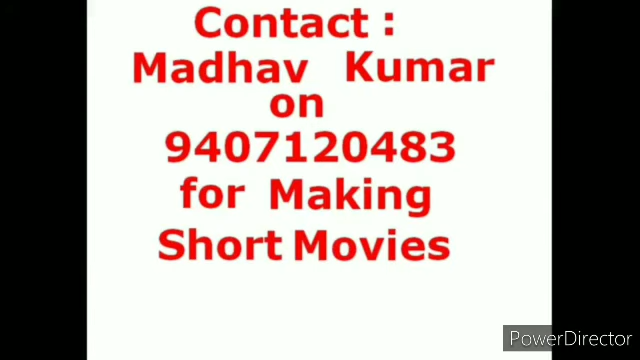 Contact :
Madhav Kumar
on
9407120483
for Making
Short Movies
PowerDirector